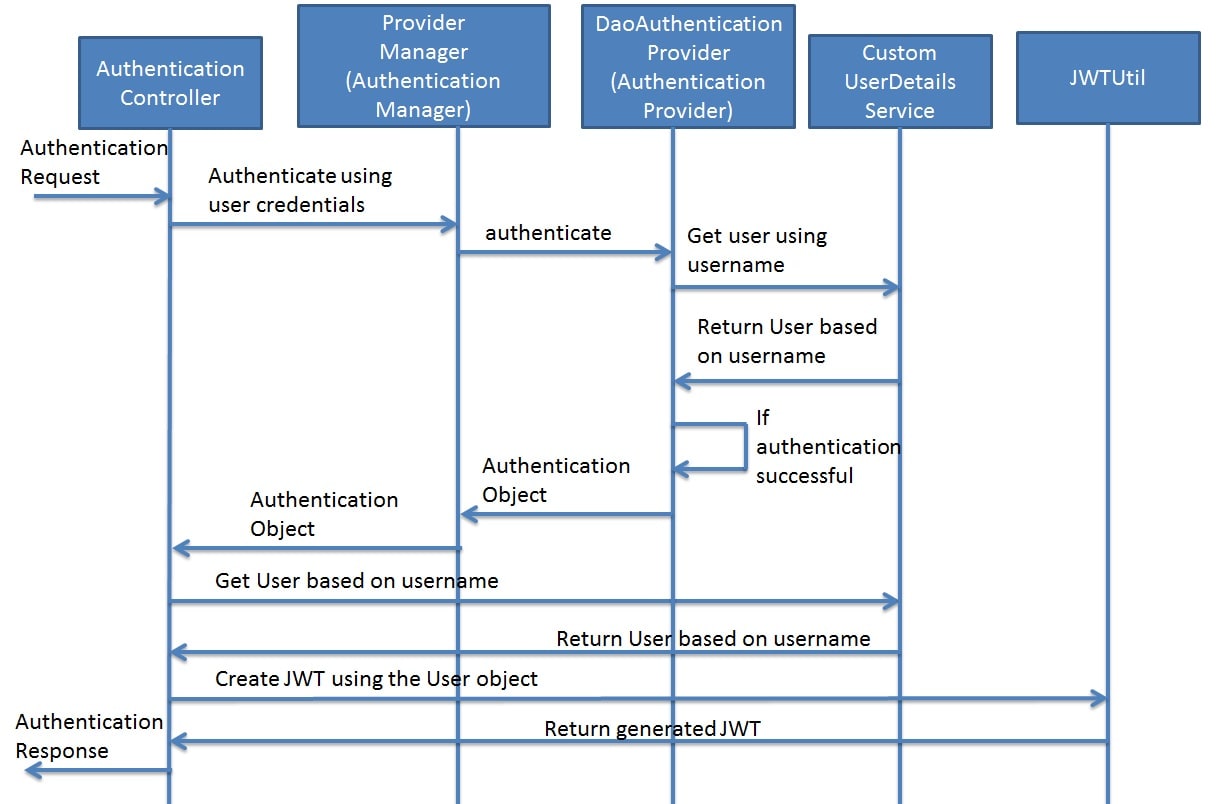 Authentication
Controller
Provider
Manager
(Authentication
Manager)
DaoAuthentication
Provider
(Authentication
Provider)
Custom
UserDetails
Service
JWTUtil
Authentication
Request
Authenticate using
user credentials
authenticate
Get user using
username
Return User based
on username
If
authentication
successful
Authentication
Object
Authentication
Object
Get User based on username
Return User based on username
Create JWT using the User object
Authentication
Response
Return generated JWT